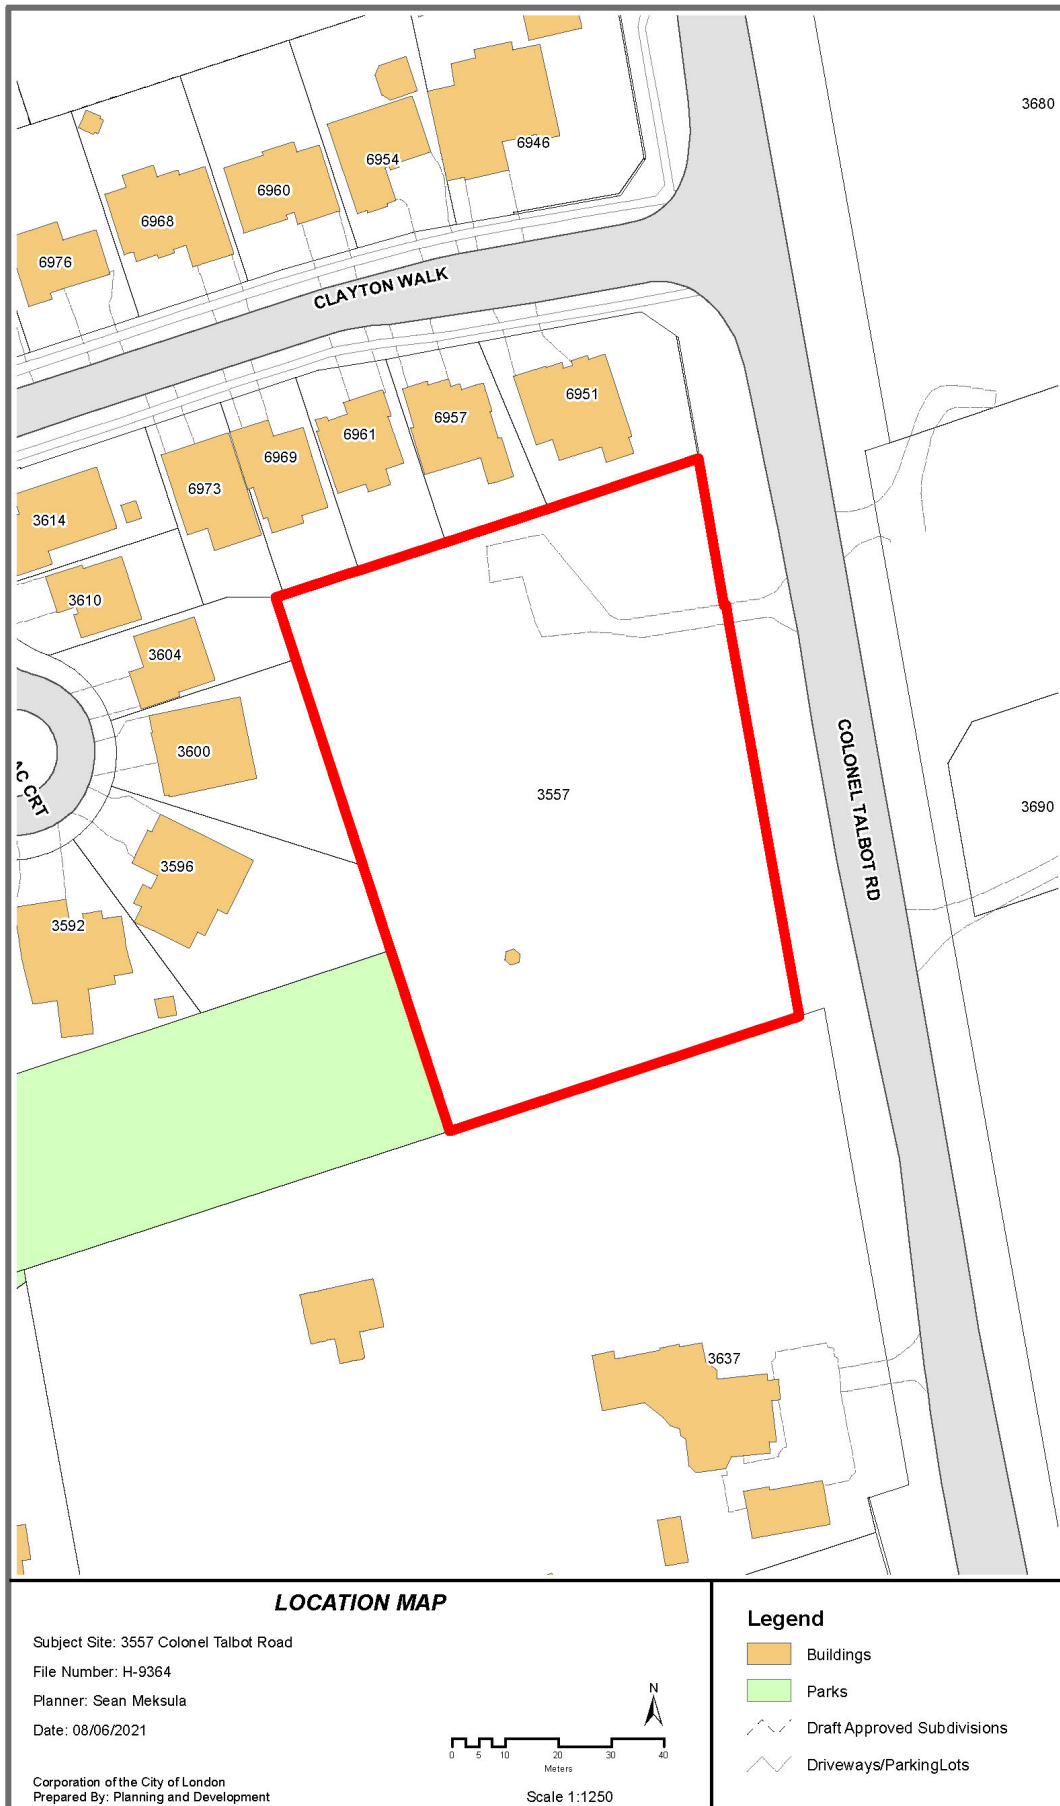 3680
6946
6954
6960
6968
6976
CLAYTON WALK
6951
6957
6961
6969
6973
3614
3610
3604
3600
AC CRT
3557
COLONEL TALBOT RD
3690
3596
3592
3637
LOCATION MAP
Subject Site: 3557 Colonel Talbot Road
File Number: H-9364
Planner: Sean Meksula
Date: 08/06/2021
Corporation of the City of London
Prepared By: Planning and Development
N
0 5 10 20 30 40
Meters
Scale 1:1250
Legend
Buildings
Parks
Draft Approved Subdivisions
Driveways/ParkingLots